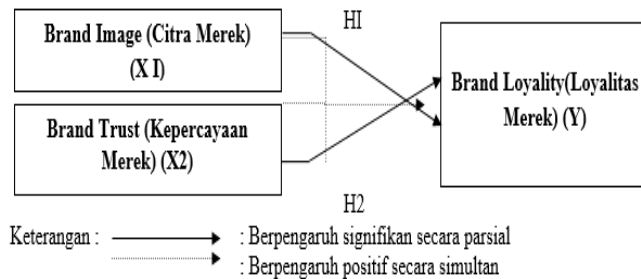 HI
Brand Image (Citra Merek)
(X I)
Brand Loyality(Loyalitas
Merek) (Y)
Brand Trust (Kepercayaan
Merek) (X2)
H2
Keterangan : : Berpengaruh signifikan secara parsial
: Berpengaruh positif secara simultan